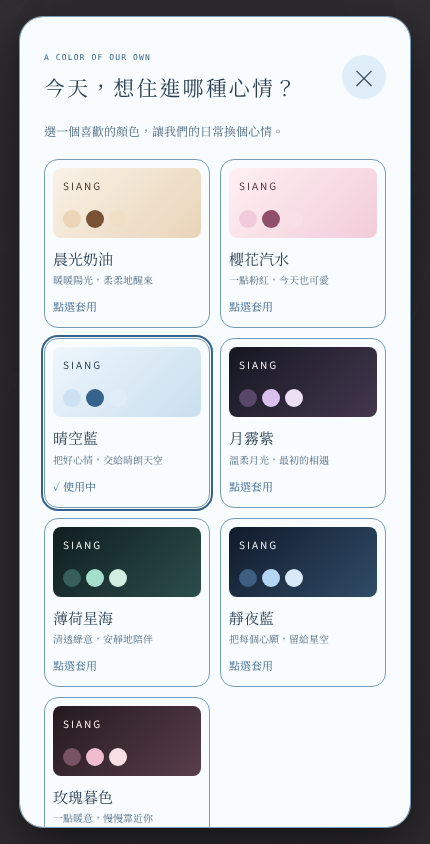 A COLOR OF OUR OWN
今天，想住進哪種心情？
選一個喜歡的顏色，讓我們的日常換個心情。
SIANG
晨光奶油
暖暖陽光，柔柔地醒來
點選套用
SIANG
櫻花汽水
一點粉紅，今天也可愛
點選套用
SIANG
晴空藍
把好心情，交給晴朗天空
✓ 使用中
SIANG
月霧紫
溫柔月光，最初的相遇
點選套用
SIANG
薄荷星海
清透綠意，安靜地陪伴
點選套用
SIANG
靜夜藍
把每個心願，留給星空
點選套用
SIANG
玫瑰暮色
一點暖意，慢慢靠近你